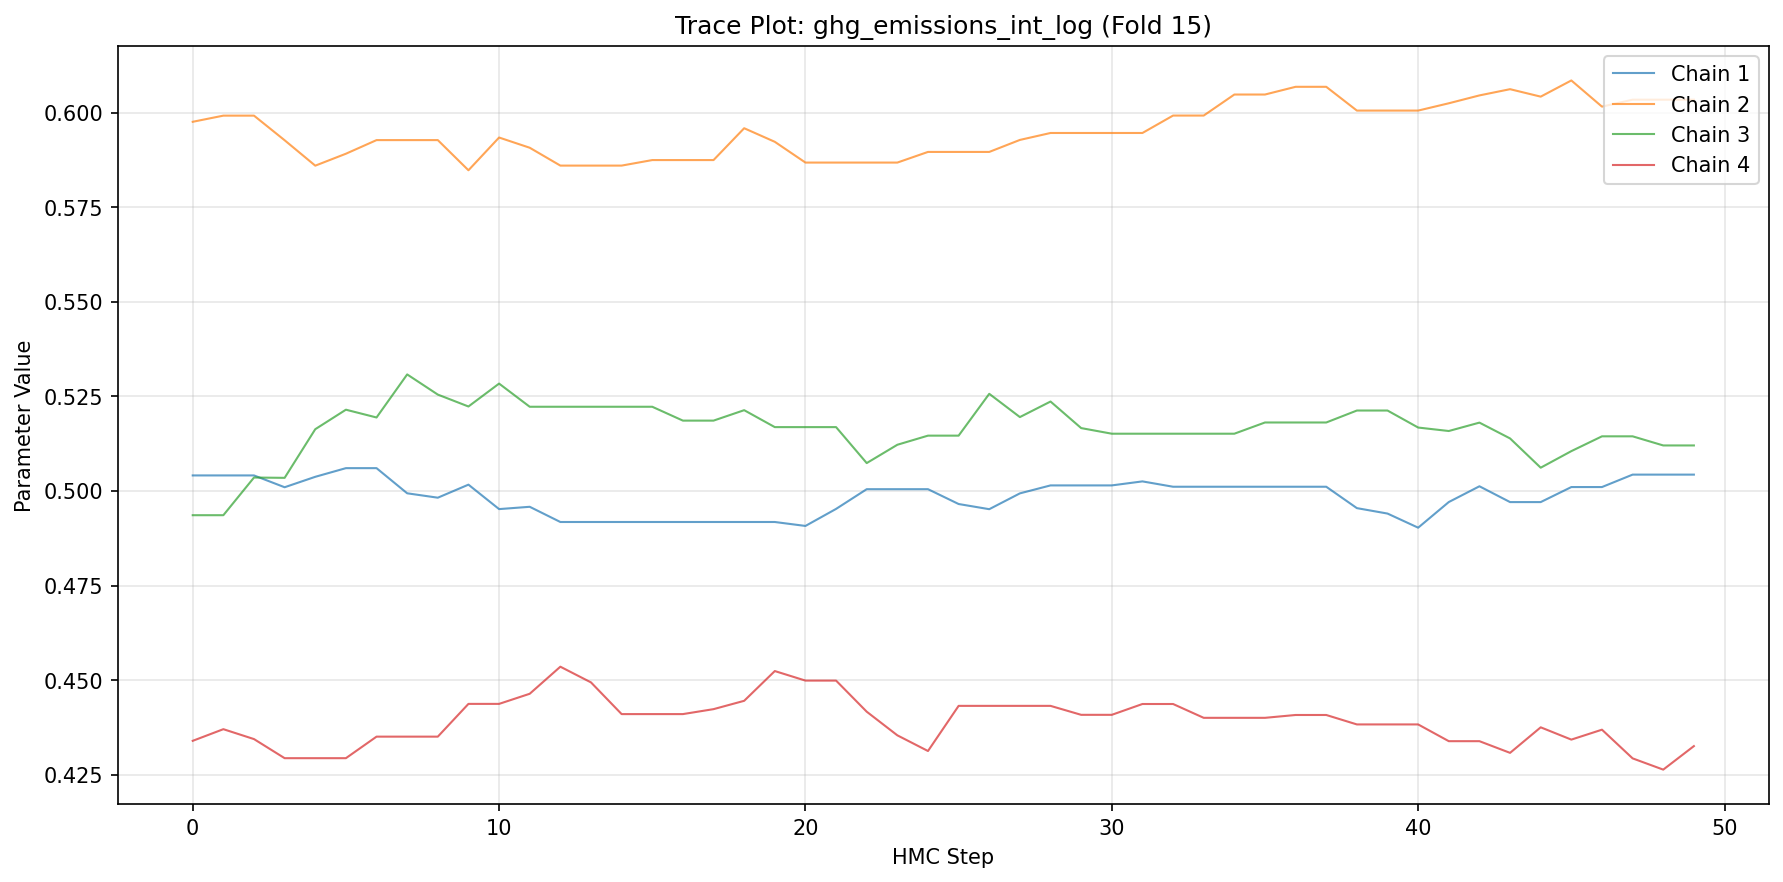 Trace Plot: ghg_emissions_int_log (Fold 15)
Chain 1
Chain 2
Chain 3
Chain 4
0.600
0.575
0.550
0.525
0.500
0.475
0.450
0.425
Parameter Value
0 10 20 30 40 50
HMC Step